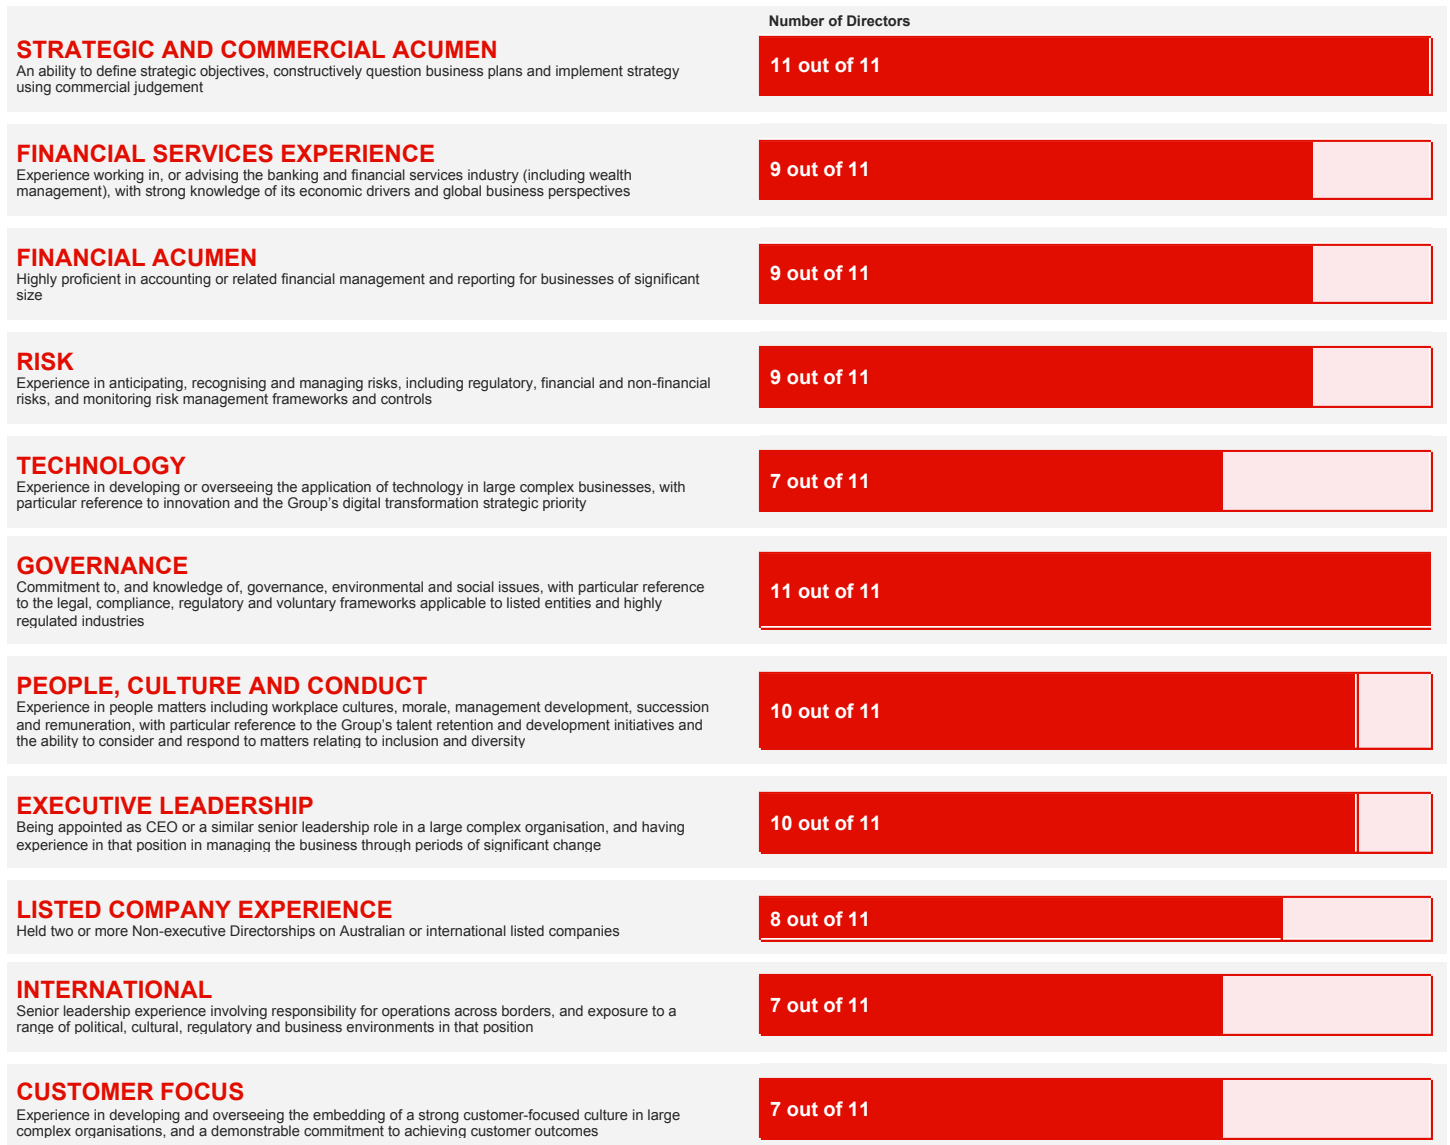 Number of Directors
STRATEGIC AND COMMERCIAL ACUMEN
An ability to define strategic objectives, constructively question business plans and implement strategy
using commercial judgement
11 out of 11
FINANCIAL SERVICES EXPERIENCE
Experience working in, or advising the banking and financial services industry (including wealth
management), with strong knowledge of its economic drivers and global business perspectives
9 out of 11
FINANCIAL ACUMEN
Highly proficient in accounting or related financial management and reporting for businesses of significant
size
9 out of 11
RISK
Experience in anticipating, recognising and managing risks, including regulatory, financial and non-financial
risks, and monitoring risk management frameworks and controls
9 out of 11
TECHNOLOGY
Experience in developing or overseeing the application of technology in large complex businesses, with
particular reference to innovation and the Group’s digital transformation strategic priority
7 out of 11
GOVERNANCE
Commitment to, and knowledge of, governance, environmental and social issues, with particular reference
to the legal, compliance, regulatory and voluntary frameworks applicable to listed entities and highly
regulated industries
11 out of 11
PEOPLE, CULTURE AND CONDUCT
Experience in people matters including workplace cultures, morale, management development, succession
and remuneration, with particular reference to the Group’s talent retention and development initiatives and
the ability to consider and respond to matters relating to inclusion and diversity
10 out of 11
EXECUTIVE LEADERSHIP
Being appointed as CEO or a similar senior leadership role in a large complex organisation, and having
experience in that position in managing the business through periods of significant change
10 out of 11
LISTED COMPANY EXPERIENCE
Held two or more Non-executive Directorships on Australian or international listed companies
8 out of 11
INTERNATIONAL
Senior leadership experience involving responsibility for operations across borders, and exposure to a
range of political, cultural, regulatory and business environments in that position
7 out of 11
CUSTOMER FOCUS
Experience in developing and overseeing the embedding of a strong customer-focused culture in large
complex organisations, and a demonstrable commitment to achieving customer outcomes
7 out of 11